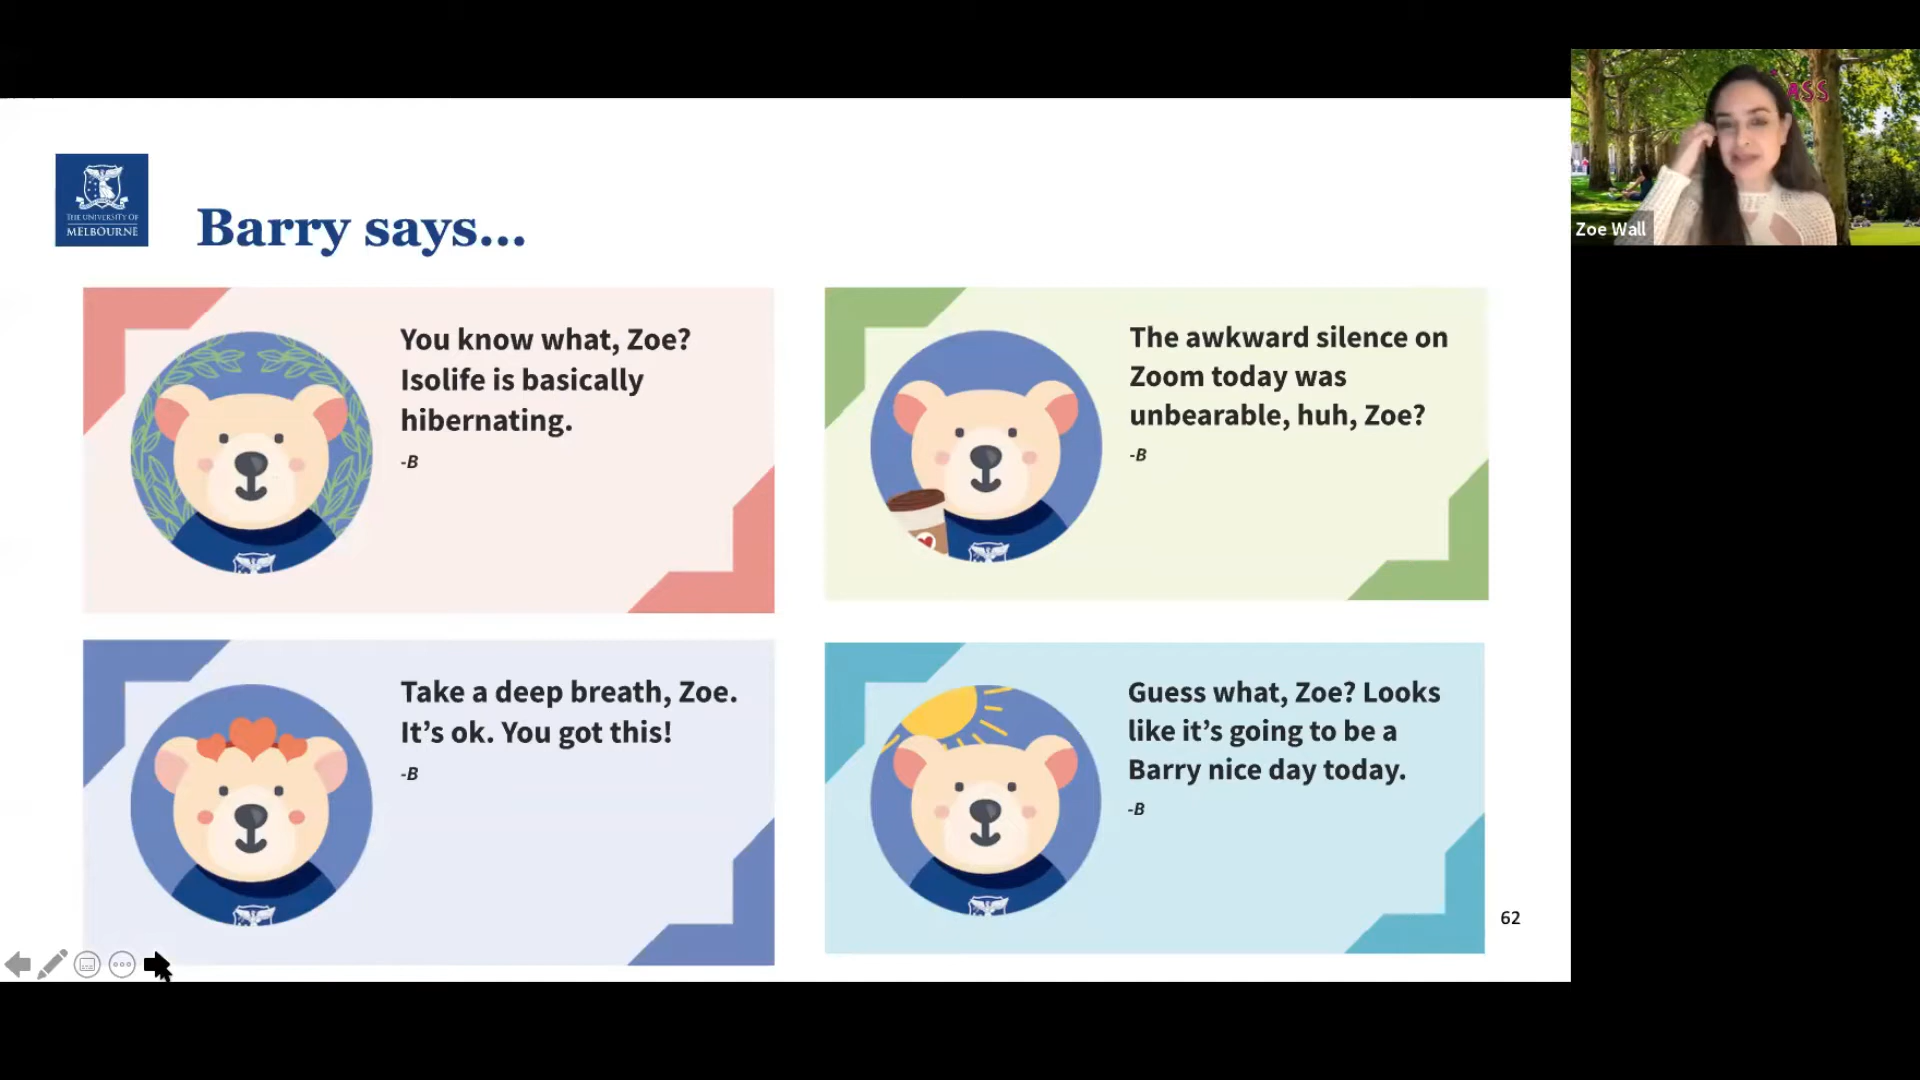 THE UNIVERSITY OF
MELBOURNE
Barry says...
You know what, Zoe?
Isolife is basically
hibernating.
-B
The awkward silence on
Zoom today was
unbearable, huh, Zoe?
-B
Take a deep breath, Zoe.
It’s ok. You got this!
-B
Guess what, Zoe? Looks
like it’s going to be a
Barry nice day today.
-B
62
ASS
Zoe Wall